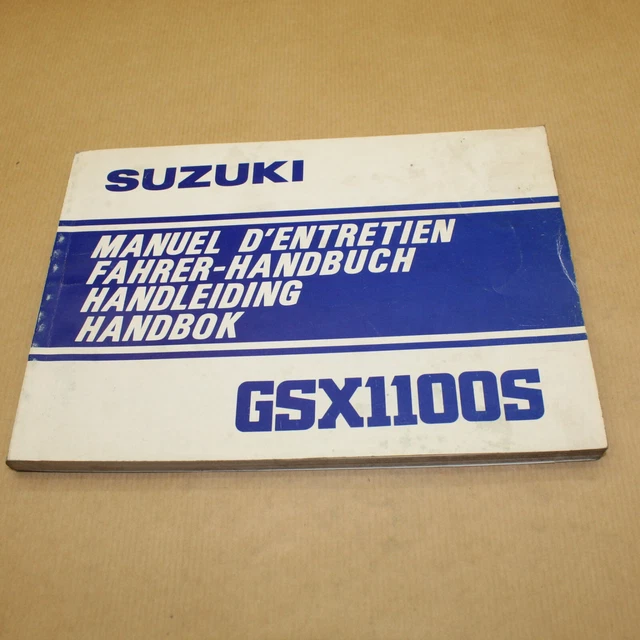 SUZUKI
MANUEL D'ENTRETIEN
FAHRER-HANDBUCH
HANDLEIDING
HANDBOK
GSX1100S